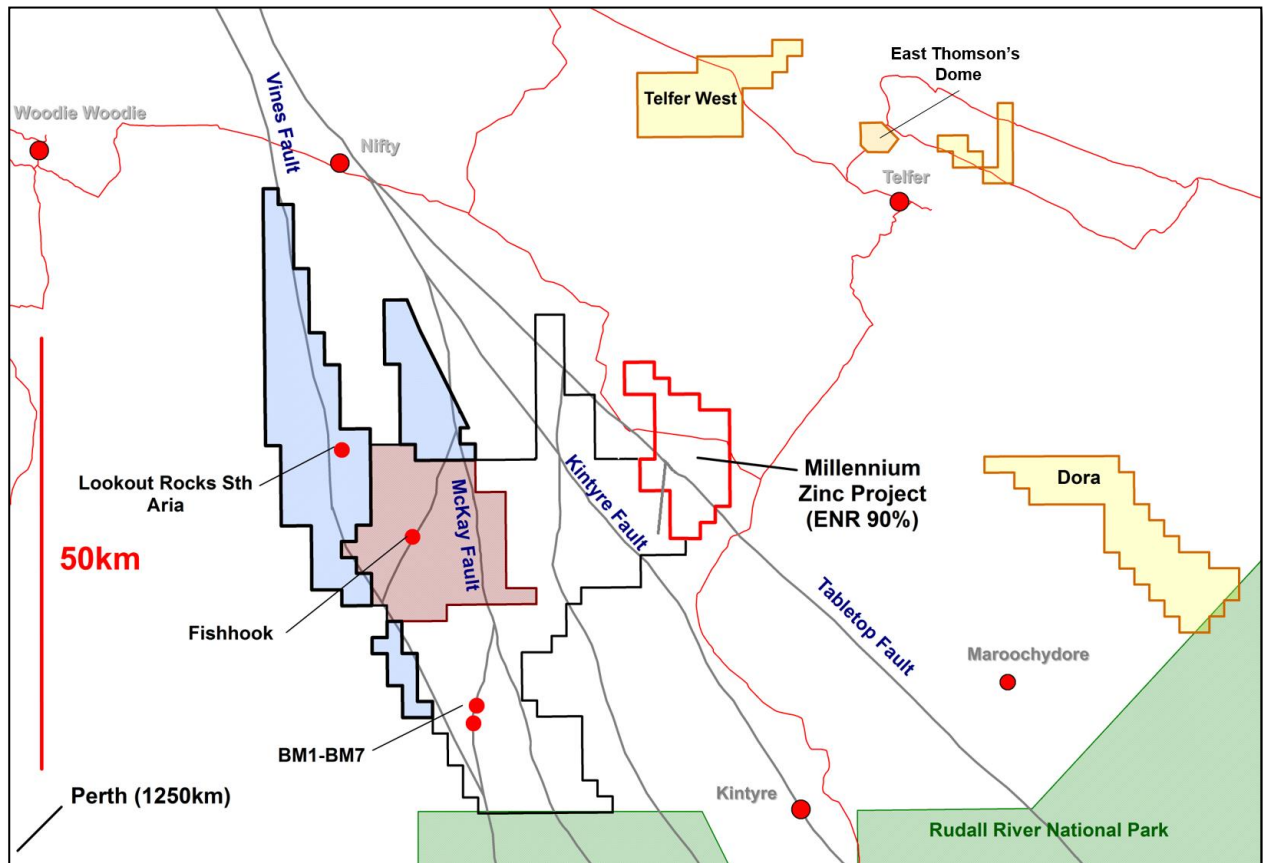 East Thomson's
Dome
Telfer West
Vines Fault
Woodie Woodie
Nifty
Telfer
Lookout Rocks Sth
Aria
Millennium
Zinc Project
(ENR 90%)
Dora
Kintyre Fault
McKay Fault
50km
Fishhook
Tabletop Fault
Maroochydore
BM1-BM7
Perth (1250km)
Kintyre
Rudall River National Park